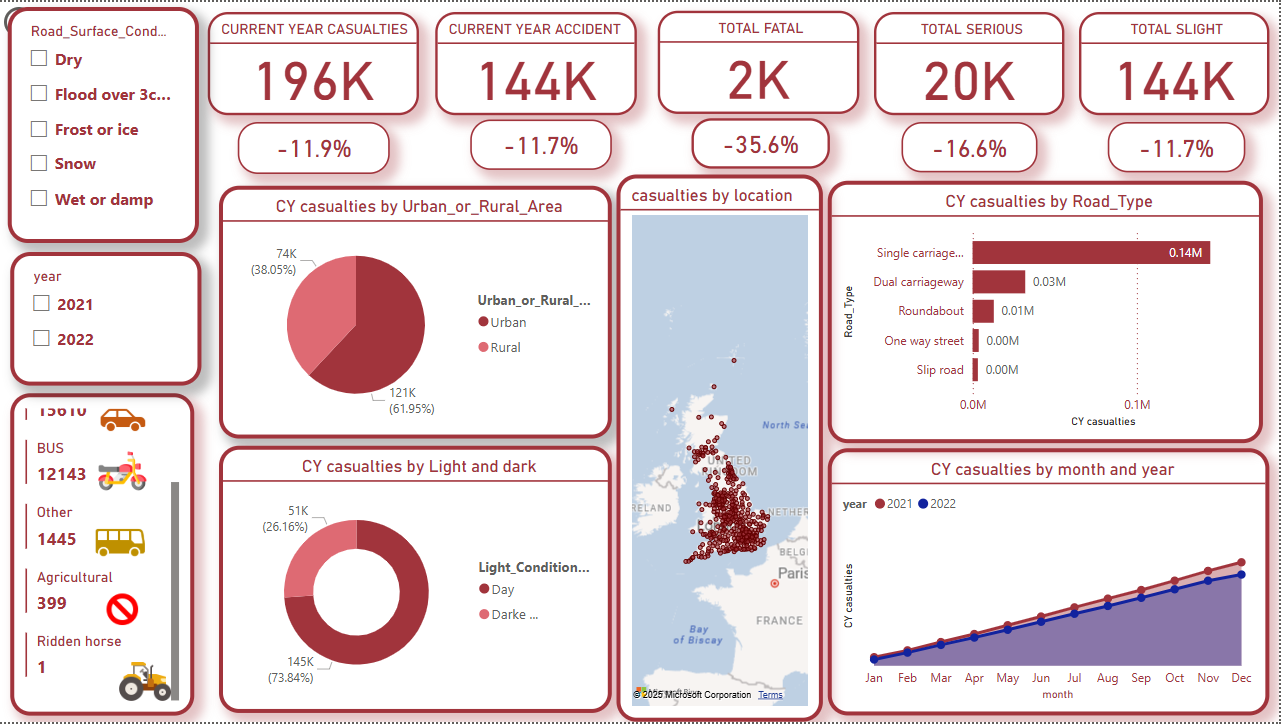 Road_Surface_Cond...
Dry
Flood over 3c...
Frost or ice
Snow
Wet or damp
CURRENT YEAR CASUALTIES
196K
-11.9%
CURRENT YEAR ACCIDENT
144K
-11.7%
TOTAL FATAL
2K
-35.6%
TOTAL SERIOUS
20K
-16.6%
TOTAL SLIGHT
144K
-11.7%
year
2021
2022
15610
BUS
12143
Other
1445
Agricultural
399
Ridden horse
1
CY casualties by Urban_or_Rural_Area
74K
(38.05%)
121K
(61.95%)
Urban_or_Rural_...
Urban
Rural
CY casualties by Light and dark
51K
(26.16%)
145K
(73.84%)
Light_Condition...
Day
Darke ...
casualties by location
North Sea
UNITED
KINGDOM
IRELAND
NETHER
BELG
Paris
FRANCE
Bay
of Biscay
© 2025 Microsoft Corporation Terms
CY casualties by Road_Type
Road_Type
Single carriage... 0.14M
Dual carriageway 0.03M
Roundabout 0.01M
One way street 0.00M
Slip road 0.00M
0.0M 0.1M
CY casualties
CY casualties by month and year
year 2021 2022
CY casualties
Jan Feb Mar Apr May Jun Jul Aug Sep Oct Nov Dec
month